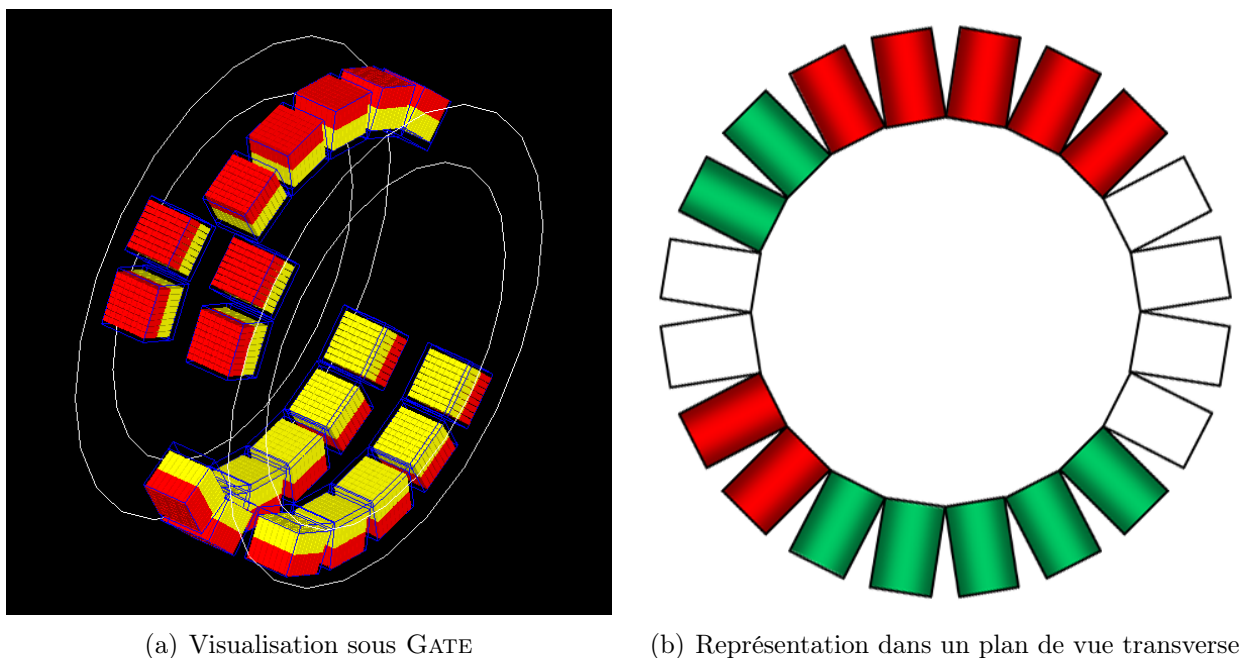 (a) Visualisation sous GATE
(b) Représentation dans un plan de vue transverse